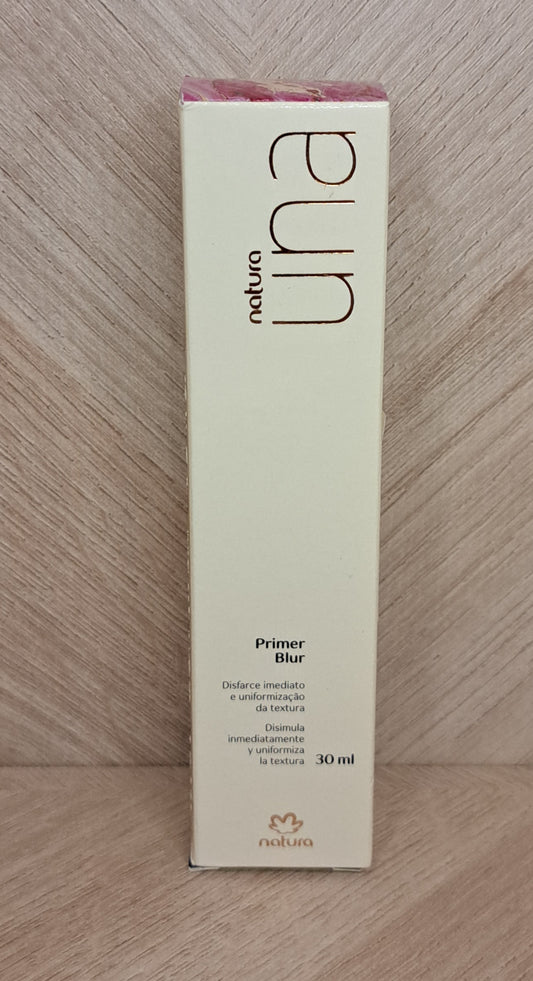 natura
una
Primer
Blur
Disfarce imediato
e uniformização
da textura
Disimula
inmediatamente
y uniformiza
la textura
30 ml
natura